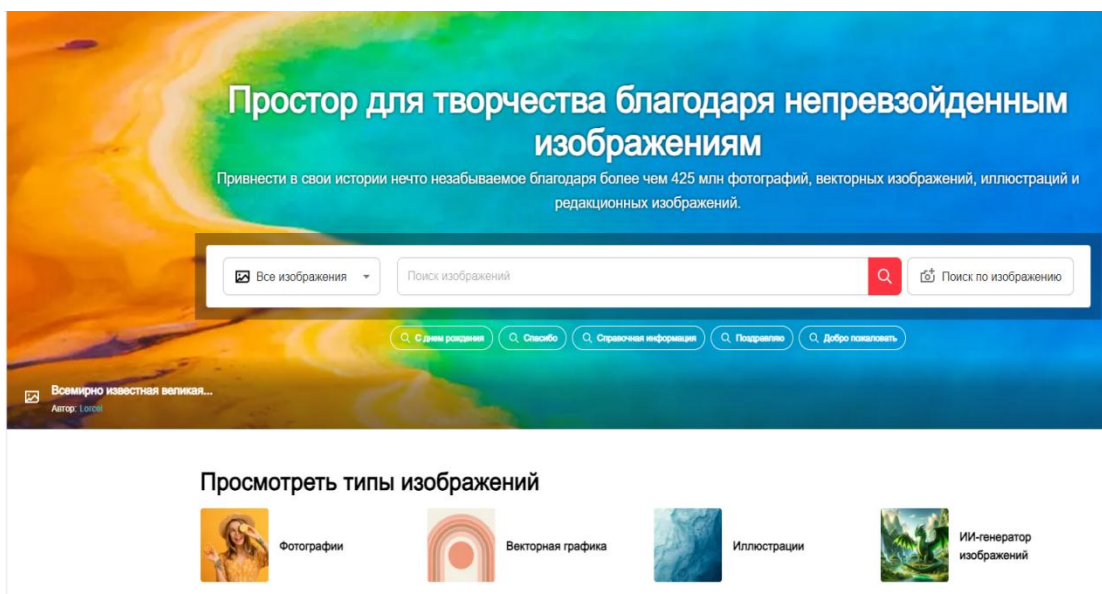 Простор для творчества благодаря непревзойденным
изображениям
Привнести в свои истории нечто незабываемое благодаря более чем 425 млн фотографий, векторных изображений, иллюстраций и
редакционных изображений.
Все изображения
Поиск изображений
Поиск по изображению
С днем рождения
Спасибо
Справочная информация
Поздравляю
Добро пожаловать
Всемирно известная великая...
Автор: Lorcel
Просмотреть типы изображений
Фотографии
Векторная графика
Иллюстрации
ИИ-генератор
изображений